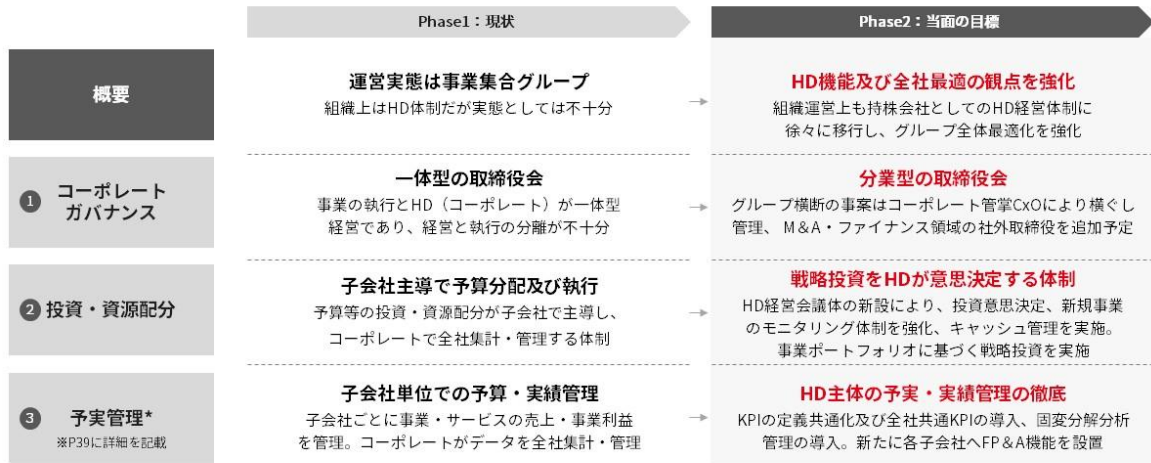 Phase1：現状
Phase2：当面の目標
概要
運営実態は事業集合グループ
組織上はHD体制だが実態としては不十分
→
HD機能及び全社最適の観点を強化
組織運営上も持株会社としてのHD経営体制に
徐々に移行し、グループ全体最適化を強化
1 コーポレート
ガバナンス
一体型の取締役会
事業の執行とHD（コーポレート）が一体型
経営であり、経営と執行の分離が不十分
→
分業型の取締役会
グループ横断の事案はコーポレート管掌CxOにより横ぐし
管理、 M＆A・ファイナンス領域の社外取締役を追加予定
2 投資・資源配分
子会社主導で予算分配及び執行
予算等の投資・資源配分が子会社で主導し、
コーポレートで全社集計・管理する体制
→
戦略投資をHDが意思決定する体制
HD経営会議体の新設により、投資意思決定、新規事業
のモニタリング体制を強化、キャッシュ管理を実施。
事業ポートフォリオに基づく戦略投資を実施
3 予実管理*
※P39に詳細を記載
子会社単位での予算・実績管理
子会社ごとに事業・サービスの売上・事業利益
を管理。コーポレートがデータを全社集計・管理
→
HD主体の予実・実績管理の徹底
KPIの定義共通化及び全社共通KPIの導入、固変分解分析
管理の導入。新たに各子会社へFP＆A機能を設置